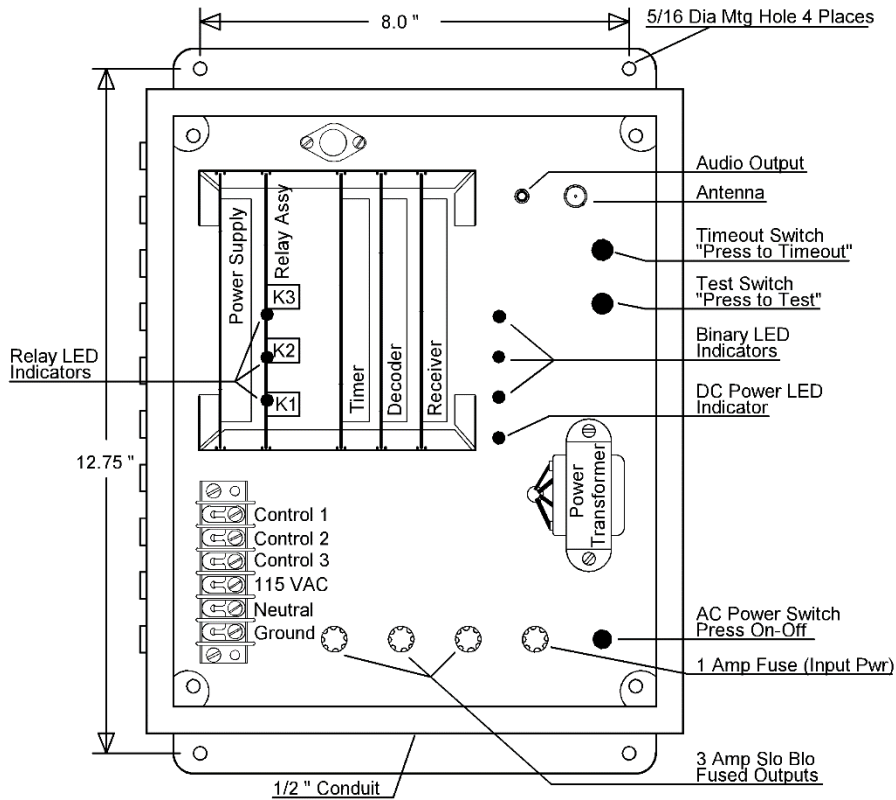 8.0 "
5/16 Dia Mtg Hole 4 Places
Audio Output
Antenna
Timeout Switch
"Press to Timeout"
Test Switch
"Press to Test"
Binary LED
Indicators
DC Power LED
Indicator
Power Supply
Relay Assy
K3
K2
K1
Timer
Decoder
Receiver
Relay LED
Indicators
12.75 "
Power
Transformer
Control 1
Control 2
Control 3
115 VAC
Neutral
Ground
AC Power Switch
Press On-Off
1 Amp Fuse (Input Pwr)
3 Amp Slo Blo
Fused Outputs
1/2 " Conduit